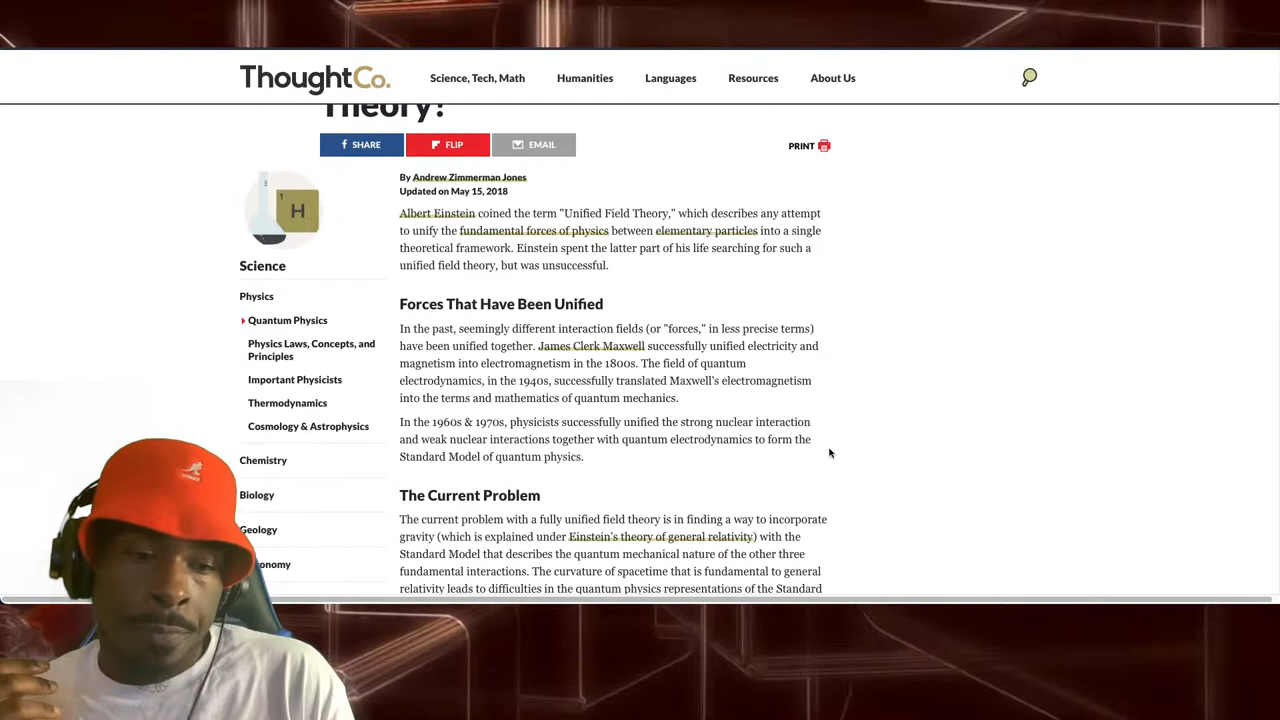 ThoughtCo.
Science, Tech, Math
Humanities
Languages
Resources
About Us
Theory?
SHARE
FLIP
EMAIL
PRINT
By Andrew Zimmerman Jones
Updated on May 15, 2018
1
H
Science
Physics
Quantum Physics
Physics Laws, Concepts, and
Principles
Important Physicists
Thermodynamics
Cosmology & Astrophysics
Chemistry
Biology
Geology
onomy
Albert Einstein coined the term "Unified Field Theory," which describes any attempt
to unify the fundamental forces of physics between elementary particles into a single
theoretical framework. Einstein spent the latter part of his life searching for such a
unified field theory, but was unsuccessful.
Forces That Have Been Unified
In the past, seemingly different interaction fields (or "forces," in less precise terms)
have been unified together. James Clerk Maxwell successfully unified electricity and
magnetism into electromagnetism in the 1800s. The field of quantum
electrodynamics, in the 1940s, successfully translated Maxwell's electromagnetism
into the terms and mathematics of quantum mechanics.
In the 1960s & 1970s, physicists successfully unified the strong nuclear interaction
and weak nuclear interactions together with quantum electrodynamics to form the
Standard Model of quantum physics.
The Current Problem
The current problem with a fully unified field theory is in finding a way to incorporate
gravity (which is explained under Einstein's theory of general relativity) with the
Standard Model that describes the quantum mechanical nature of the other three
fundamental interactions. The curvature of spacetime that is fundamental to general
relativity leads to difficulties in the quantum physics representations of the Standard